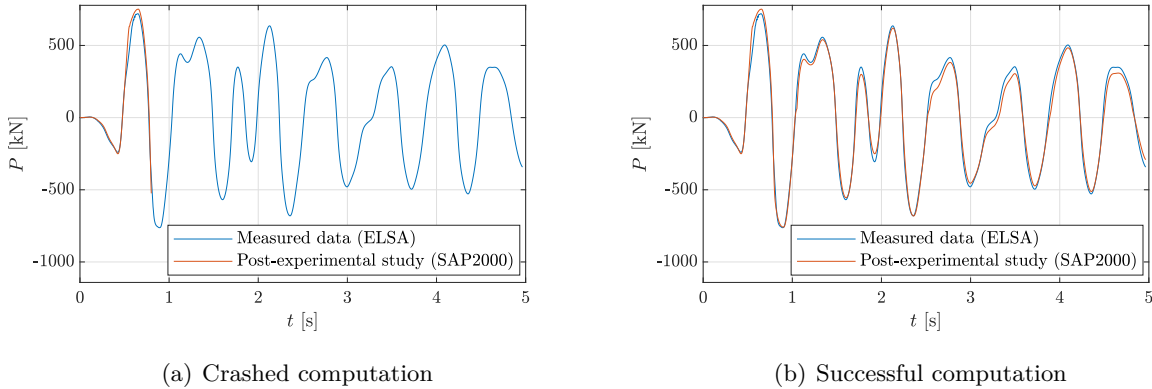 500
0
-500
-1000
P [kN]
0 1 2 3 4 5
t [s]
Measured data (ELSA)
Post-experimental study (SAP2000)
(a) Crashed computation
500
0
-500
-1000
P [kN]
0 1 2 3 4 5
t [s]
Measured data (ELSA)
Post-experimental study (SAP2000)
(b) Successful computation